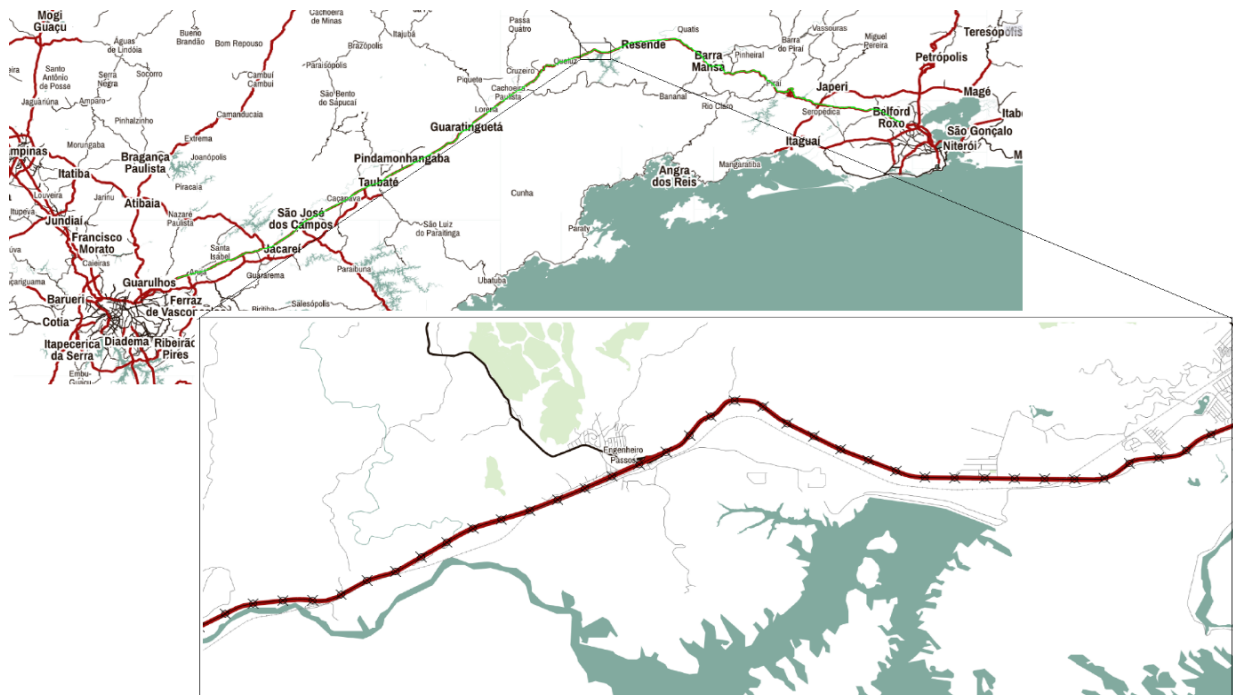 Mogi
Guaçu
Águas
de Lindóia
Bueno
Brandão
Bom Repouso
Cachoeira
de Minas
Itajubá
Brazópolis
Passa
Quatro
Quatis
Vassouras
Miguel
Pereira
Teresópolis
Santo
Antônio
de Posse
Serra
Negra
Socorro
Cambuí
Cambuí
Paraisópolis
Resende
Barra
Mansa
Pinheiral
Barra
do Piraí
Petrópolis
Jaguariúna
Amparo
Pinhalzinho
Camanducaia
São Bento
do Sapucaí
Piquete
Cruzeiro
Queluz
Cachoeira
Paulista
Lorena
Bananal
Rio Claro
Piraí
Japeri
Magé
Seropédica
Belford
Roxo
São Gonçalo
Niterói
Itaguaí
Mangaratiba
Morungaba
Extrema
Joanópolis
Guaratinguetá
Itatiba
Bragança
Paulista
Piracaia
Pindamonhangaba
Taubaté
Angra
dos Reis
Louveira
Jarinu
Atibaia
Itupeva
Jundiaí
Nazaré
Paulista
São José
dos Campos
Caçapava
Cunha
Paraty
São Luiz
do Paraitinga
Francisco
Morato
Caieiras
Santa
Isabel
Jacareí
Arujá
Guararema
Paraibuna
Ubatuba
Guarulhos
Barueri
Ferraz
Salesópolis
Cotia
Itapecerica
da Serra
Diadema
Ribeirão
Pires
Engenheiro
Passos